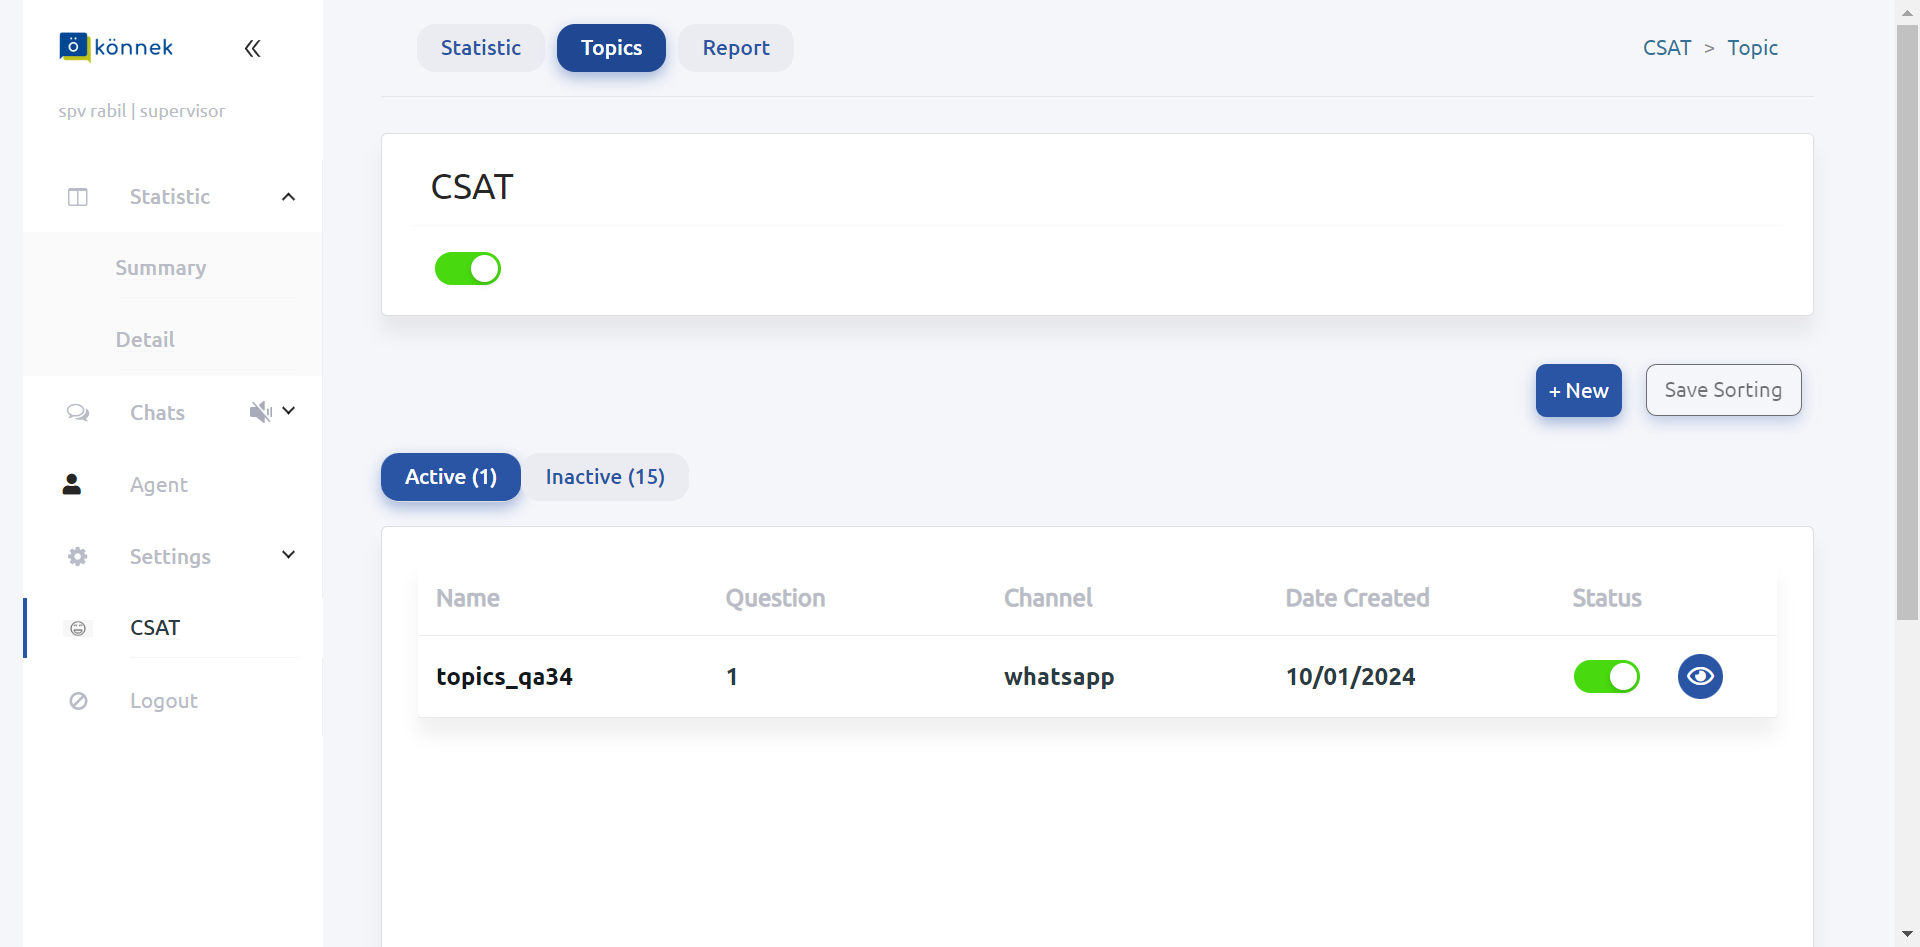 ö könnek
spv rabil | supervisor
Statistic
Summary
Detail
Chats
Agent
Settings
CSAT
Logout
Statistic Topics Report
CSAT > Topic
CSAT
+ New Save Sorting
Active (1) Inactive (15)
Name Question Channel Date Created Status
topics_qa34 1 whatsapp 10/01/2024